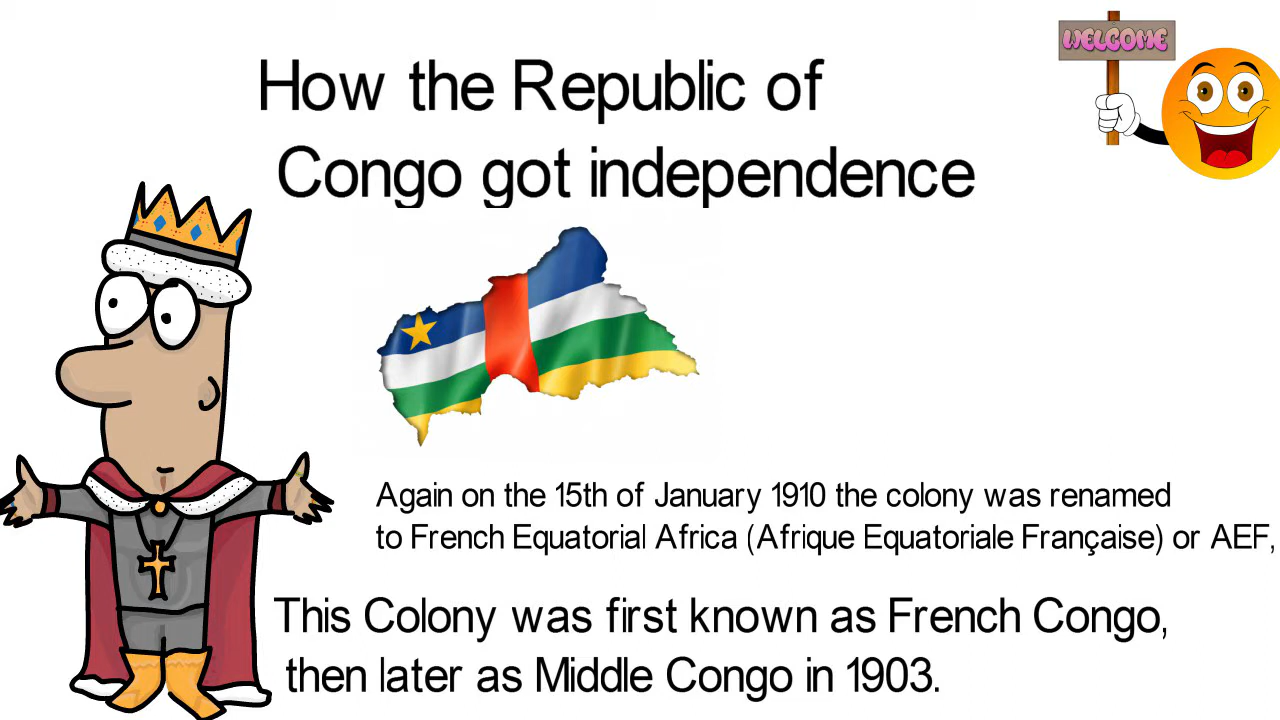 WELCOME
How the Republic of
Congo got independence
Again on the 15th of January 1910 the colony was renamed
to French Equatorial Africa (Afrique Equatoriale Française) or AEF,
This Colony was first known as French Congo,
then later as Middle Congo in 1903.